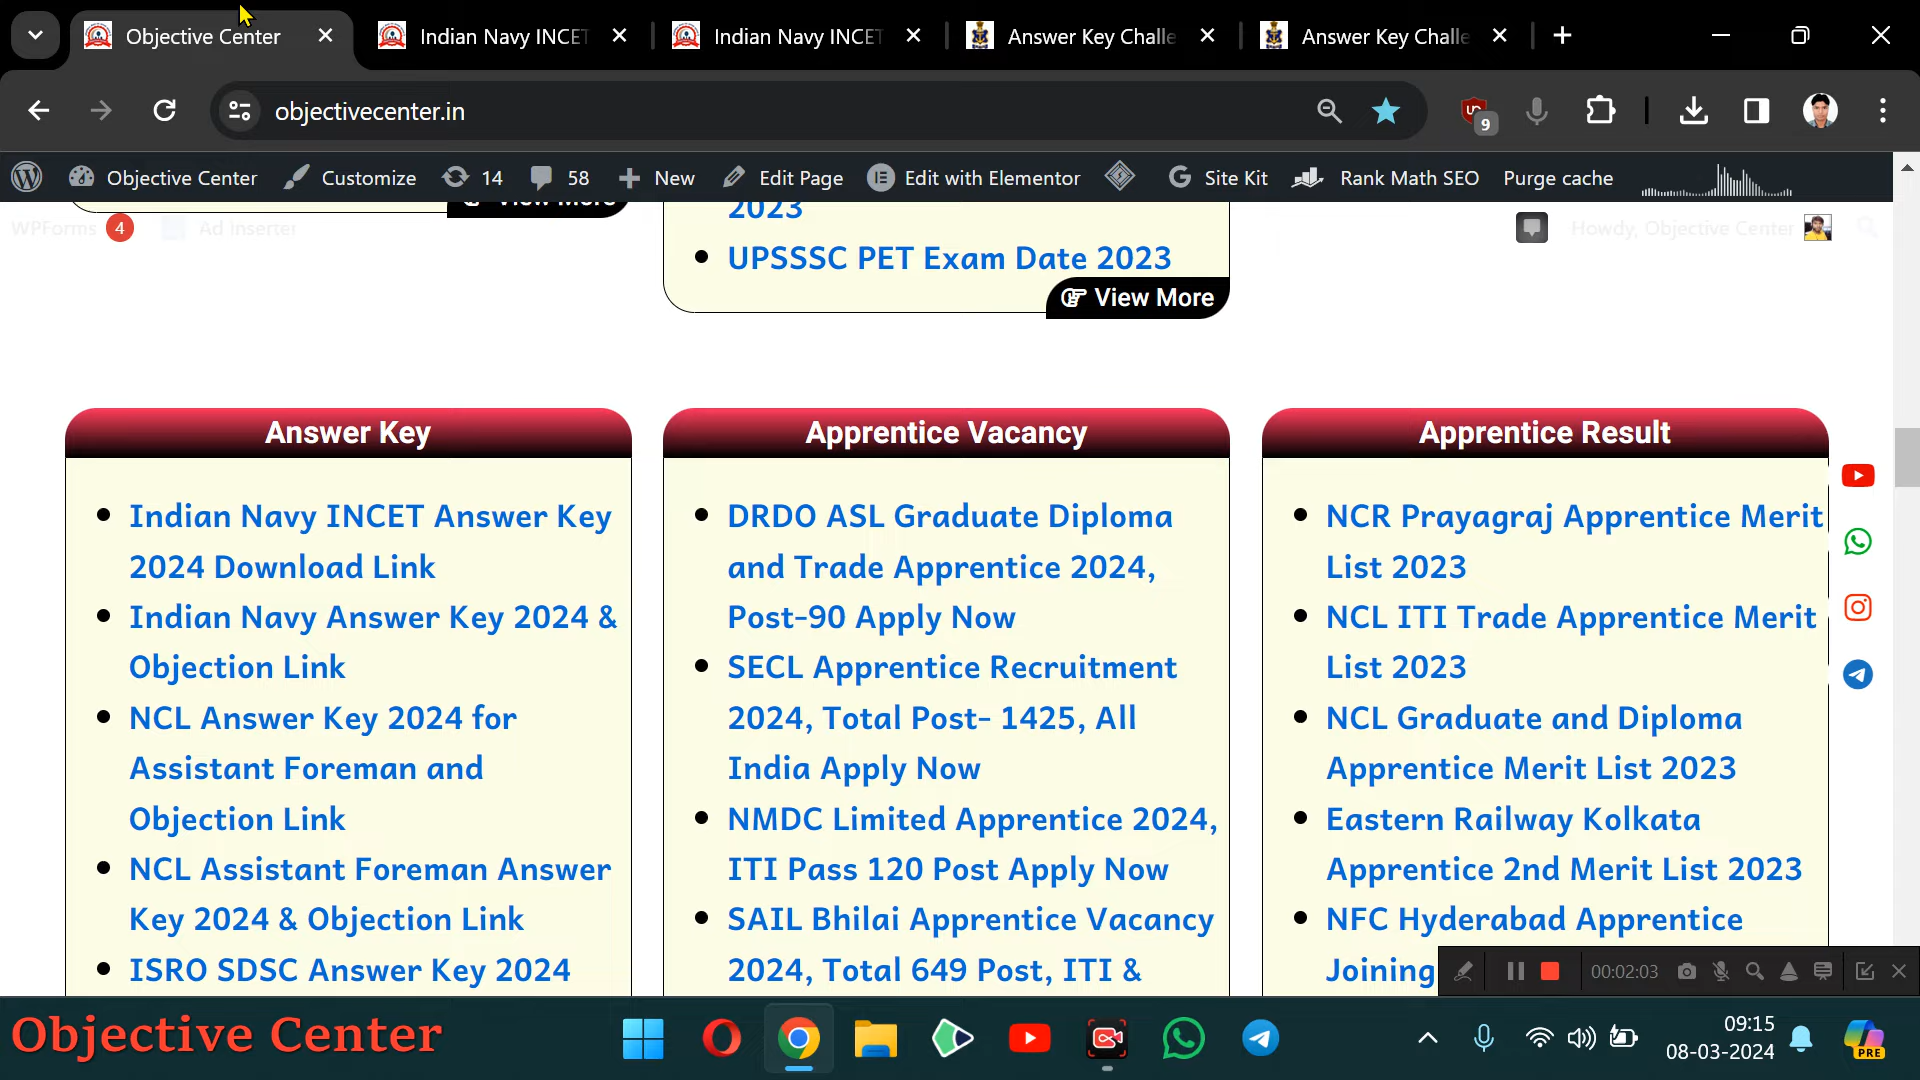 Objective Center
Indian Navy INCET
Indian Navy INCET
Answer Key Challe
Answer Key Challe
objectivecenter.in
9
Objective Center
Customize
14
58
New
Edit Page
Edit with Elementor
Site Kit
Rank Math SEO
Purge cache
WPForms 4
Ad Inserter
Howdy, Objective Center
View More
2023
UPSSSC PET Exam Date 2023
View More
Answer Key
Indian Navy INCET Answer Key
2024 Download Link
Indian Navy Answer Key 2024 &
Objection Link
NCL Answer Key 2024 for
Assistant Foreman and
Objection Link
NCL Assistant Foreman Answer
Key 2024 & Objection Link
ISRO SDSC Answer Key 2024
Apprentice Vacancy
DRDO ASL Graduate Diploma
and Trade Apprentice 2024,
Post-90 Apply Now
SECL Apprentice Recruitment
2024, Total Post- 1425, All
India Apply Now
NMDC Limited Apprentice 2024,
ITI Pass 120 Post Apply Now
SAIL Bhilai Apprentice Vacancy
2024, Total 649 Post, ITI &
Apprentice Result
NCR Prayagraj Apprentice Merit
List 2023
NCL ITI Trade Apprentice Merit
List 2023
NCL Graduate and Diploma
Apprentice Merit List 2023
Eastern Railway Kolkata
Apprentice 2nd Merit List 2023
NFC Hyderabad Apprentice
Joining
00:02:03
Objective Center
09:15
08-03-2024
PRE